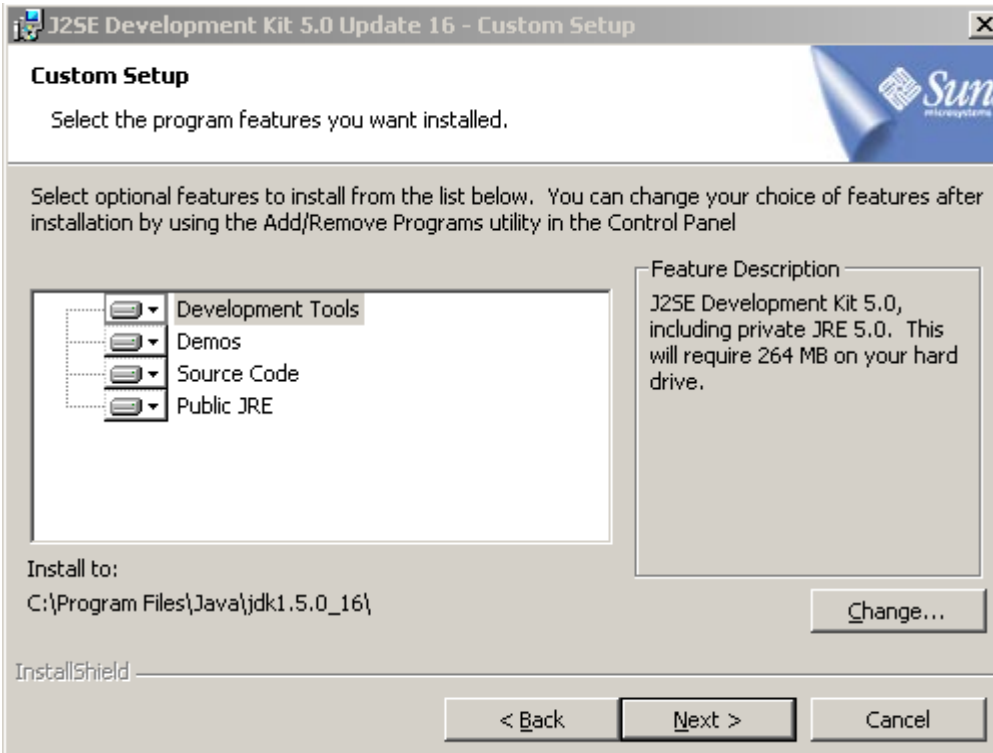 J2SE Development Kit 5.0 Update 16 - Custom Setup
Custom Setup
Select the program features you want installed.
Sun
microsystems
Select optional features to install from the list below.  You can change your choice of features after
installation by using the Add/Remove Programs utility in the Control Panel
Development Tools
Demos
Source Code
Public JRE
Feature Description
J2SE Development Kit 5.0,
including private JRE 5.0.  This
will require 264 MB on your hard
drive.
Install to:
C:\Program Files\Java\jdk1.5.0_16\
Change...
InstallShield
< Back
Next >
Cancel